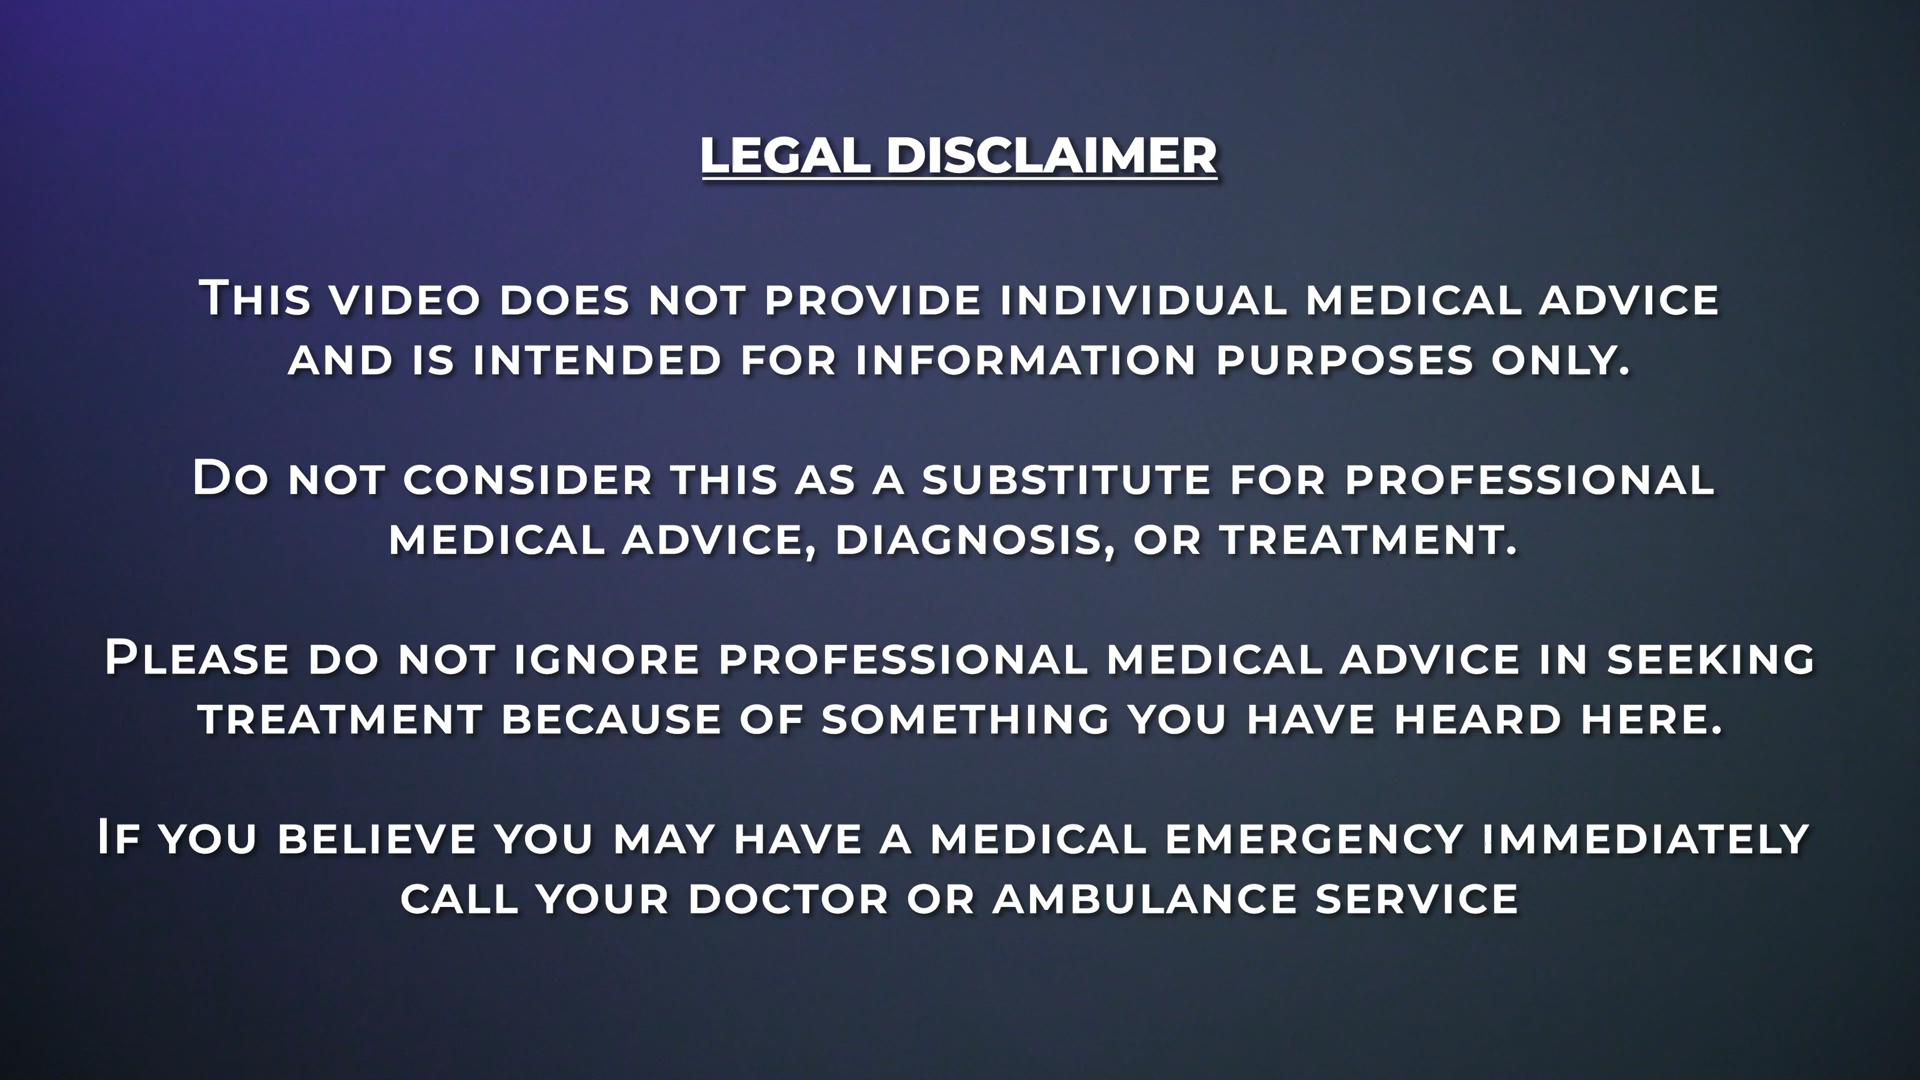 LEGAL DISCLAIMER
This video does not provide individual medical advice
and is intended for information purposes only.
Do not consider this as a substitute for professional
medical advice, diagnosis, or treatment.
Please do not ignore professional medical advice in seeking
treatment because of something you have heard here.
If you believe you may have a medical emergency immediately
call your doctor or ambulance service